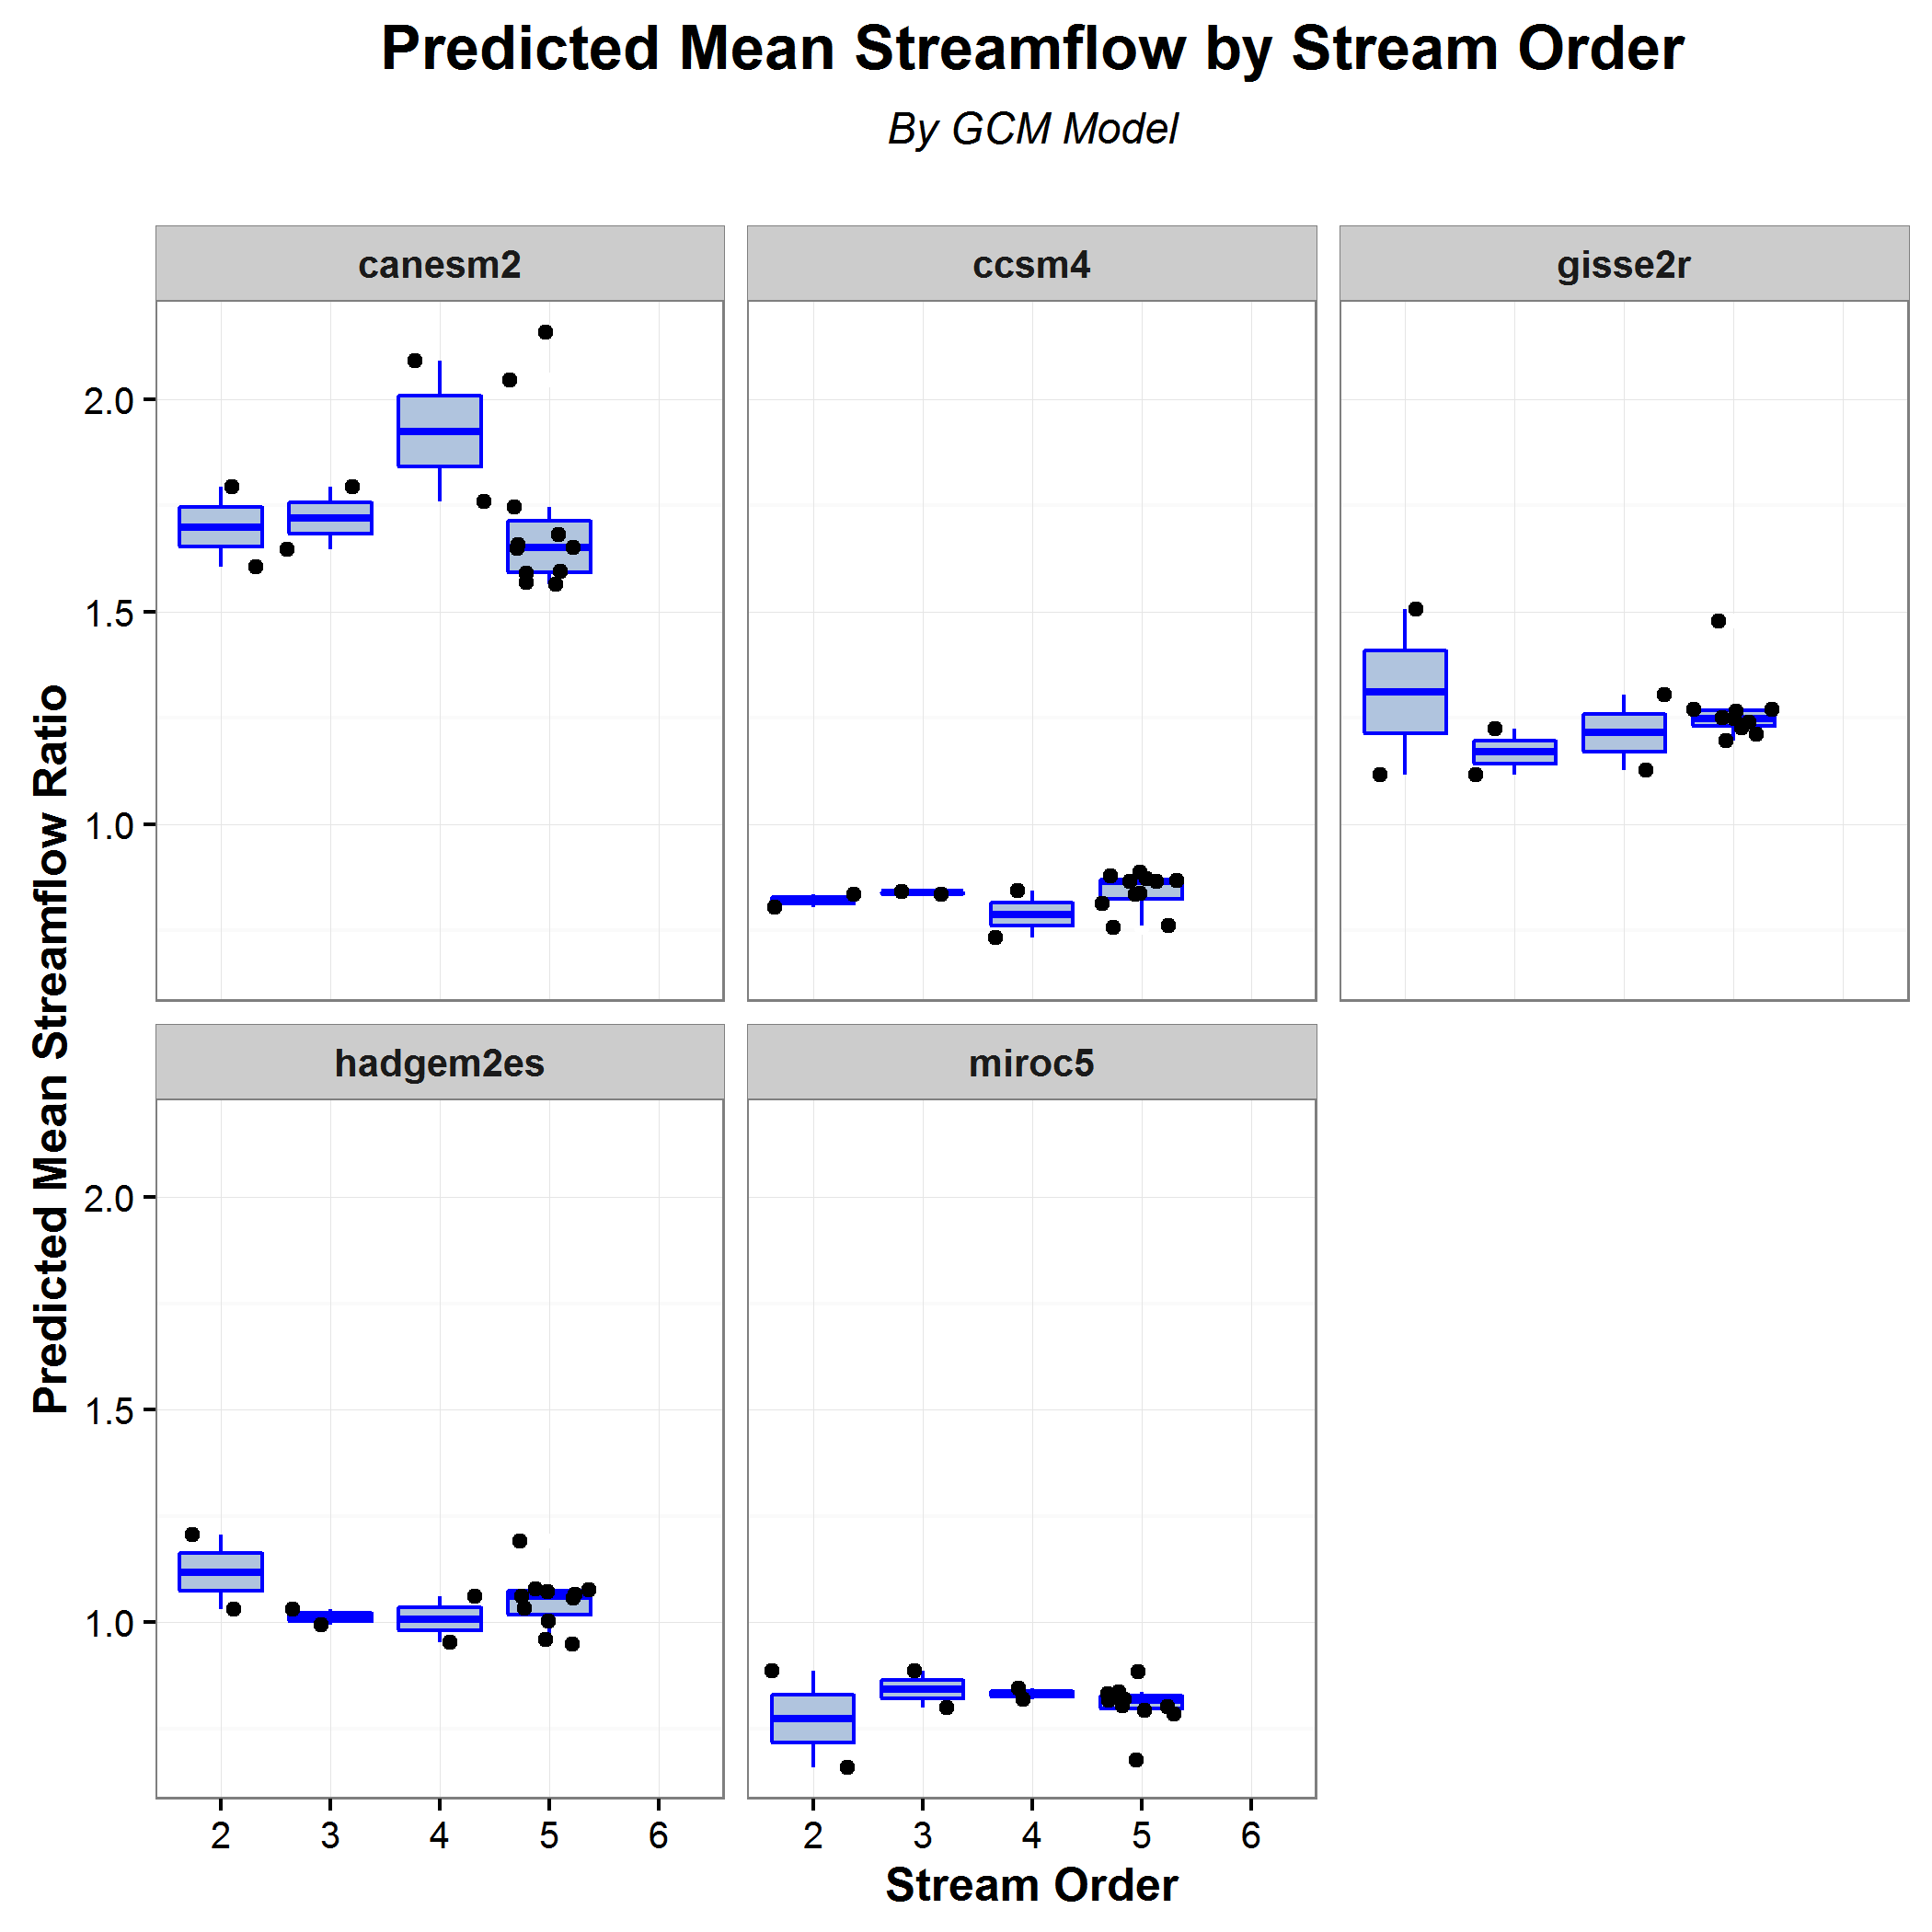 Predicted Mean Streamflow by Stream Order
By GCM Model
canesm2
ccsm4
gisse2r
2.0
1.5
1.0
Predicted Mean Streamflow Ratio
hadgem2es
miroc5
2.0
1.5
1.0
2 3 4 5 6
2 3 4 5 6
Stream Order